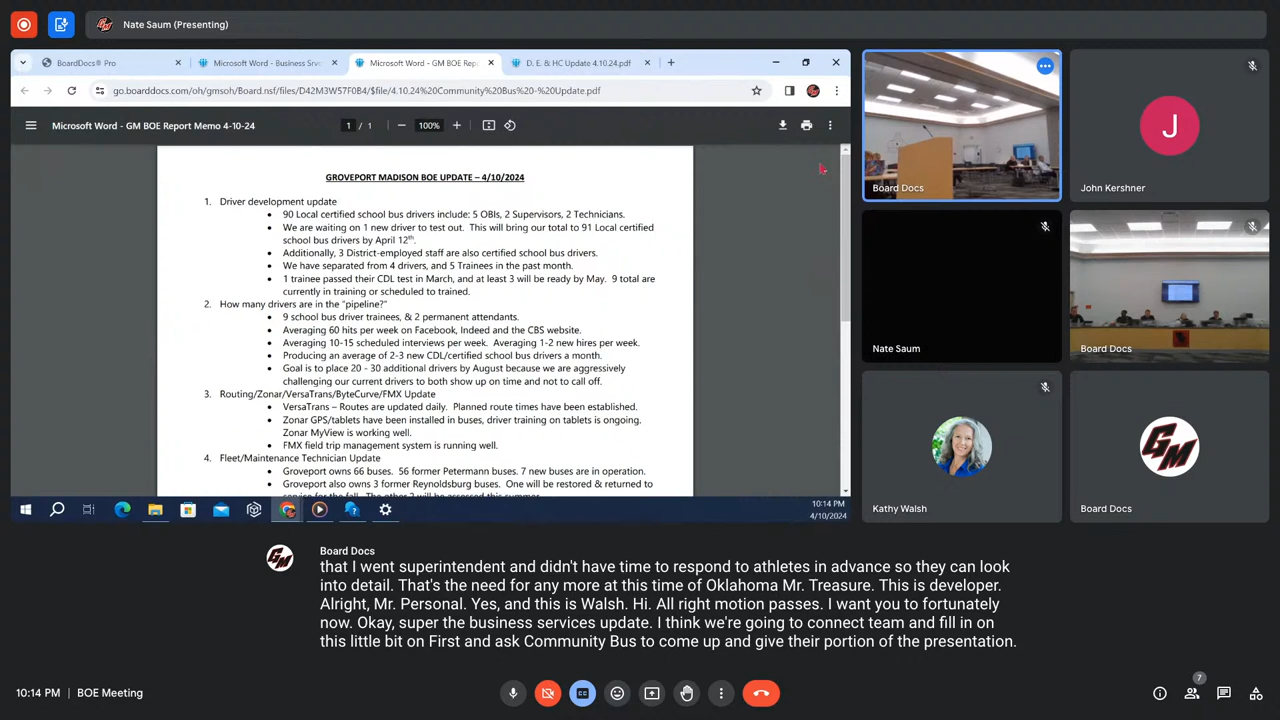 Nate Saum (Presenting)
BoardDocs® Pro
Microsoft Word - Business Srvc
Microsoft Word - GM BOE Repo
D. E. & HC Update 4.10.24.pdf
go.boarddocs.com/oh/gmsoh/Board.nsf/files/D42M3W57F0B4/$file/4.10.24%20Community%20Bus%20-%20Update.pdf
Microsoft Word - GM BOE Report Memo 4-10-24
1 / 1
100%
GROVEPORT MADISON BOE UPDATE – 4/10/2024
1. Driver development update
• 90 Local certified school bus drivers include: 5 OBIs, 2 Supervisors, 2 Technicians.
• We are waiting on 1 new driver to test out. This will bring our total to 91 Local certified
school bus drivers by April 12th.
• Additionally, 3 District-employed staff are also certified school bus drivers.
• We have separated from 4 drivers, and 5 Trainees in the past month.
• 1 trainee passed their CDL test in March, and at least 3 will be ready by May. 9 total are
currently in training or scheduled to trained.
2. How many drivers are in the "pipeline?"
• 9 school bus driver trainees, & 2 permanent attendants.
• Averaging 60 hits per week on Facebook, Indeed and the CBS website.
• Averaging 10-15 scheduled interviews per week. Averaging 1-2 new hires per week.
• Producing an average of 2-3 new CDL/certified school bus drivers a month.
• Goal is to place 20 - 30 additional drivers by August because we are aggressively
challenging our current drivers to both show up on time and not to call off.
3. Routing/Zonar/VersaTrans/ByteCurve/FMX Update
• VersaTrans – Routes are updated daily. Planned route times have been established.
• Zonar GPS/tablets have been installed in buses, driver training on tablets is ongoing.
Zonar MyView is working well.
• FMX field trip management system is running well.
4. Fleet/Maintenance Technician Update
• Groveport owns 66 buses. 56 former Petermann buses. 7 new buses are in operation.
• Groveport also owns 3 former Reynoldsburg buses. One will be restored & returned to
service for the fall. The other 2 will be assessed this summer.
10:14 PM
4/10/2024
Board Docs
J
John Kershner
Nate Saum
Board Docs
Kathy Walsh
GM
Board Docs
GM
Board Docs
that I went superintendent and didn't have time to respond to athletes in advance so they can look
into detail. That's the need for any more at this time of Oklahoma Mr. Treasure. This is developer.
Alright, Mr. Personal. Yes, and this is Walsh. Hi. All right motion passes. I want you to fortunately
now. Okay, super the business services update. I think we're going to connect team and fill in on
this little bit on First and ask Community Bus to come up and give their portion of the presentation.
10:14 PM | BOE Meeting
7